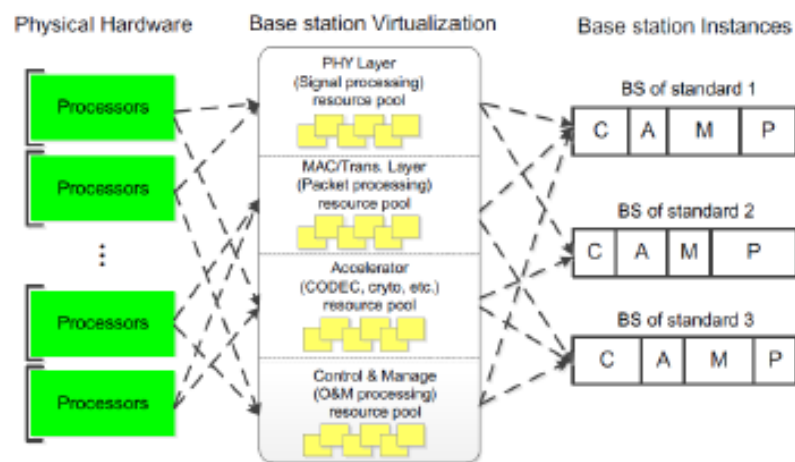 Physical Hardware
Base station Virtualization
Base station Instances
Processors
Processors
...
Processors
Processors
PHY Layer
(Signal processing)
resource pool
MAC/Trans. Layer
(Packet processing)
resource pool
Accelerator
(CODEC, cryto, etc.)
resource pool
Control & Manage
(O&M processing)
resource pool
BS of standard 1
C A M P
BS of standard 2
C A M P
BS of standard 3
C A M P